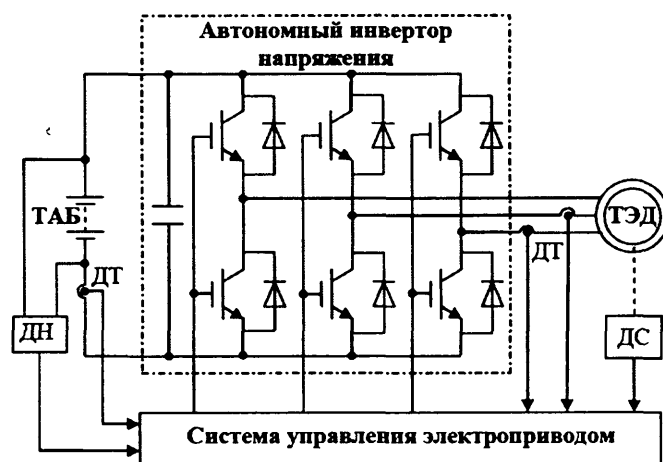 Автономный инвертор
напряжения
ТАБ
ТЭД
ДТ
ДТ
ДН
ДС
Система управления электроприводом